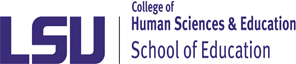 LSU
College of
Human Sciences & Education
School of Education